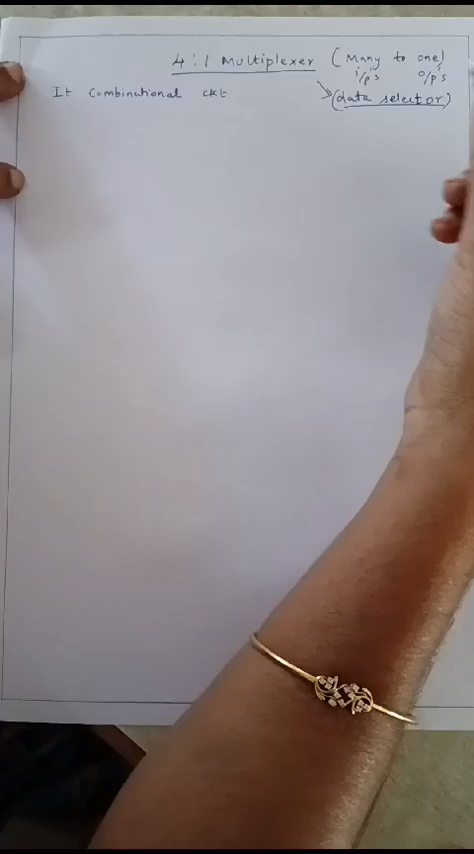 4:1 Multiplexer (Many to one)
i/ps o/ps
It Combinational ckt (data selector)